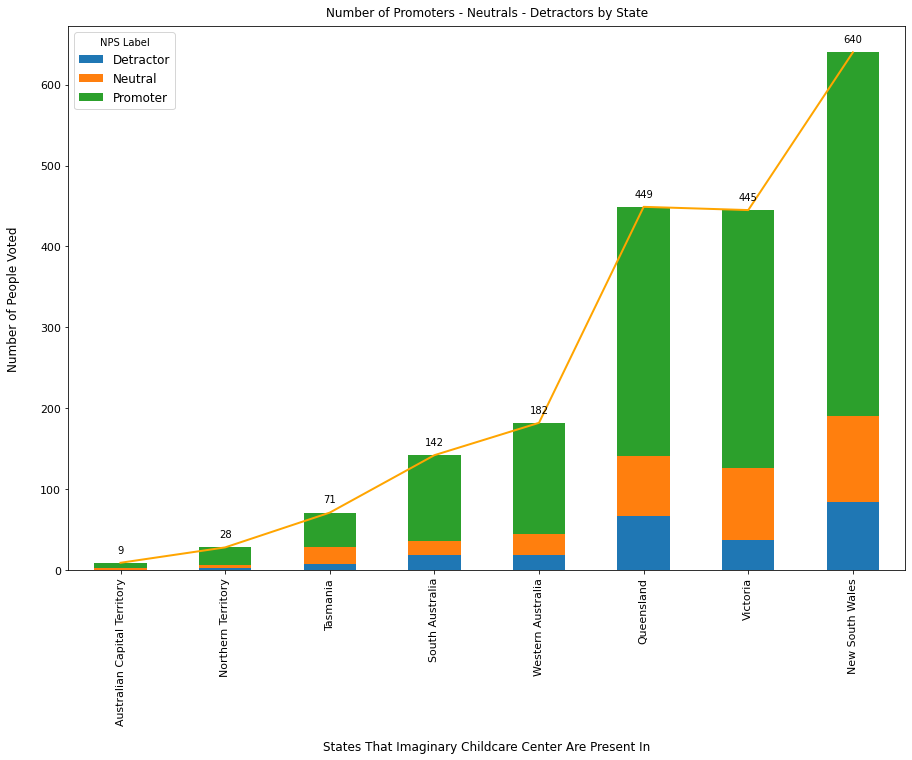 Number of Promoters - Neutrals - Detractors by State
NPS Label
Detractor
Neutral
Promoter
Number of People Voted
600
500
400
300
200
100
0
9
28
71
142
182
449
445
640
Australian Capital Territory
Northern Territory
Tasmania
South Australia
Western Australia
Queensland
Victoria
New South Wales
States That Imaginary Childcare Center Are Present In